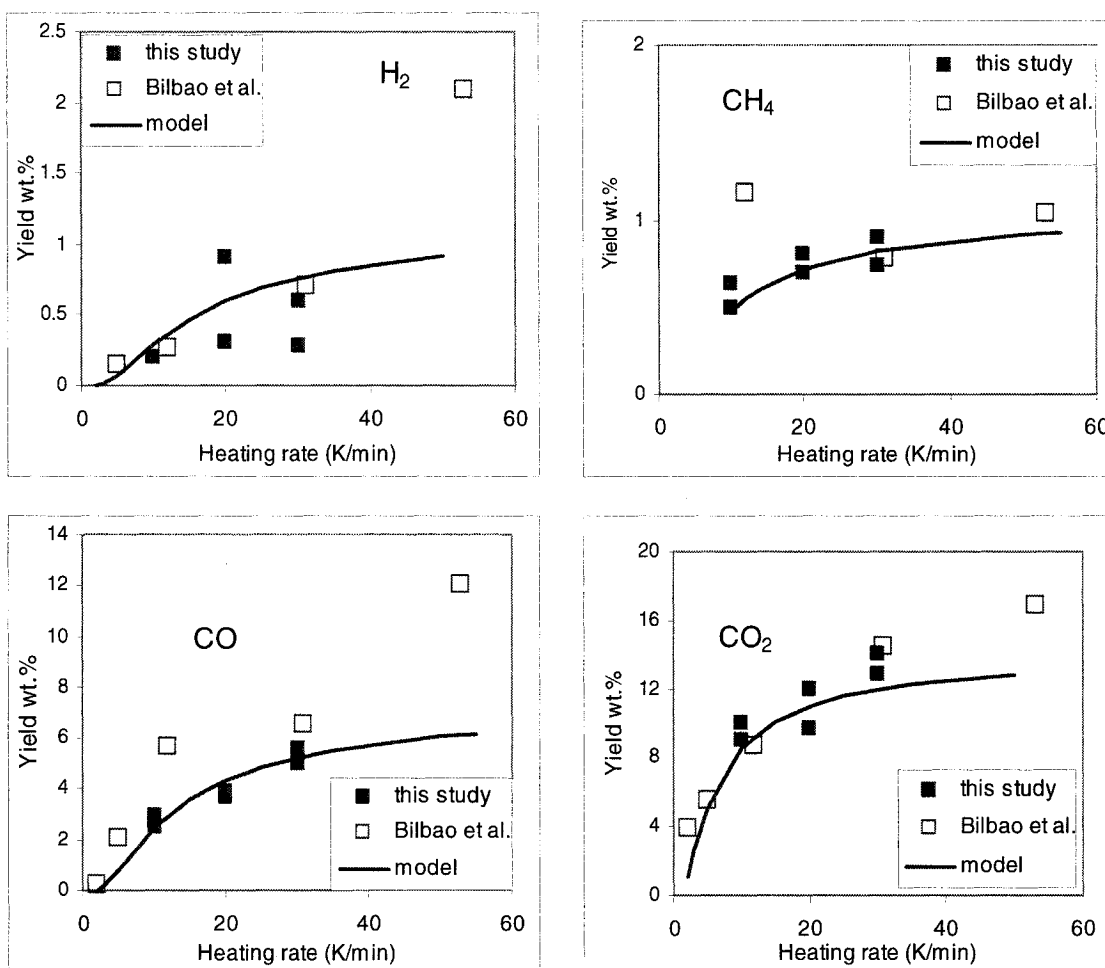 2.5
this study
Bilbao et al.
model
H2
2
1.5
1
0.5
0
Yield wt.%
0 20 40 60
Heating rate (K/min)
2
this study
Bilbao et al.
model
CH4
1
0
Yield wt.%
0 20 40 60
Heating rate (K/min)
14
12
10
8
6
4
2
0
CO
Yield wt.%
this study
Bilbao et al.
model
0 20 40 60
Heating rate (K/min)
20
16
12
8
4
0
CO2
Yield wt.%
this study
Bilbao et al.
model
0 20 40 60
Heating rate (K/min)